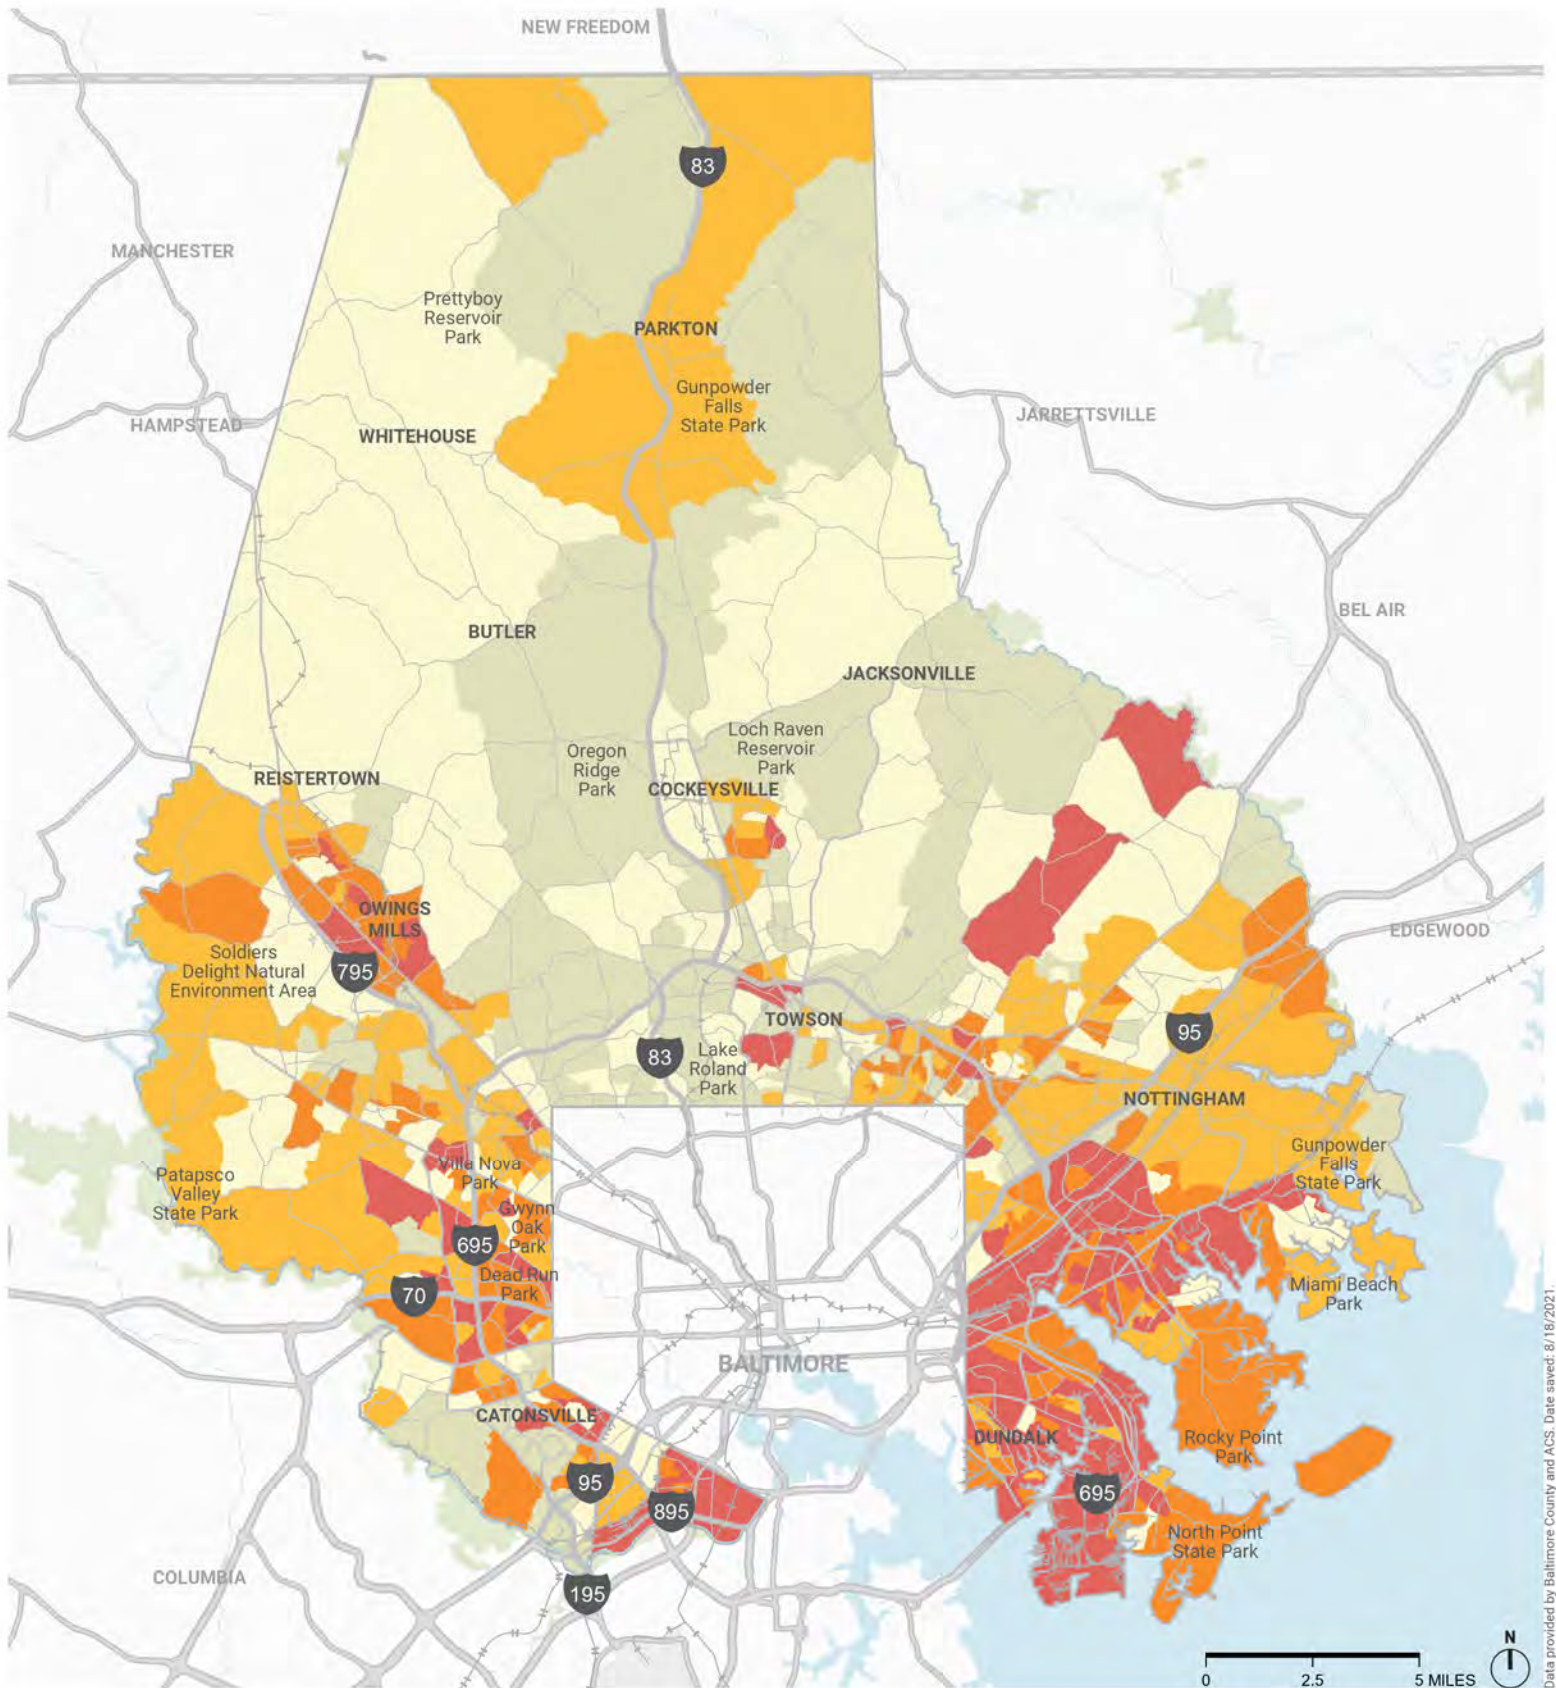 NEW FREEDOM
83
MANCHESTER
Prettyboy
Reservoir
Park
PARKTON
Gunpowder
Falls
State Park
JARRETTSVILLE
HAMPSTEAD
WHITEHOUSE
BEL AIR
BUTLER
JACKSONVILLE
Loch Raven
Reservoir
Park
Oregon
Ridge
Park
REISTERTOWN
COCKEYSVILLE
OWINGS
MILLS
EDGEWOOD
Soldiers
Delight Natural
Environment Area
795
TOWSON
95
83
Lake
Roland
Park
NOTTINGHAM
Gunpowder
Falls
State Park
Villa Nova
Park
Patapsco
Valley
State Park
Gwynn
Oak
Park
695
Dead Run
Park
70
Miami Beach
Park
BALTIMORE
CATONSVILLE
DUNDALK
Rocky Point
Park
95
895
695
North Point
State Park
COLUMBIA
195
N
0 2.5 5 MILES
Data provided by Baltimore County and ACS. Date saved: 8/18/2021.